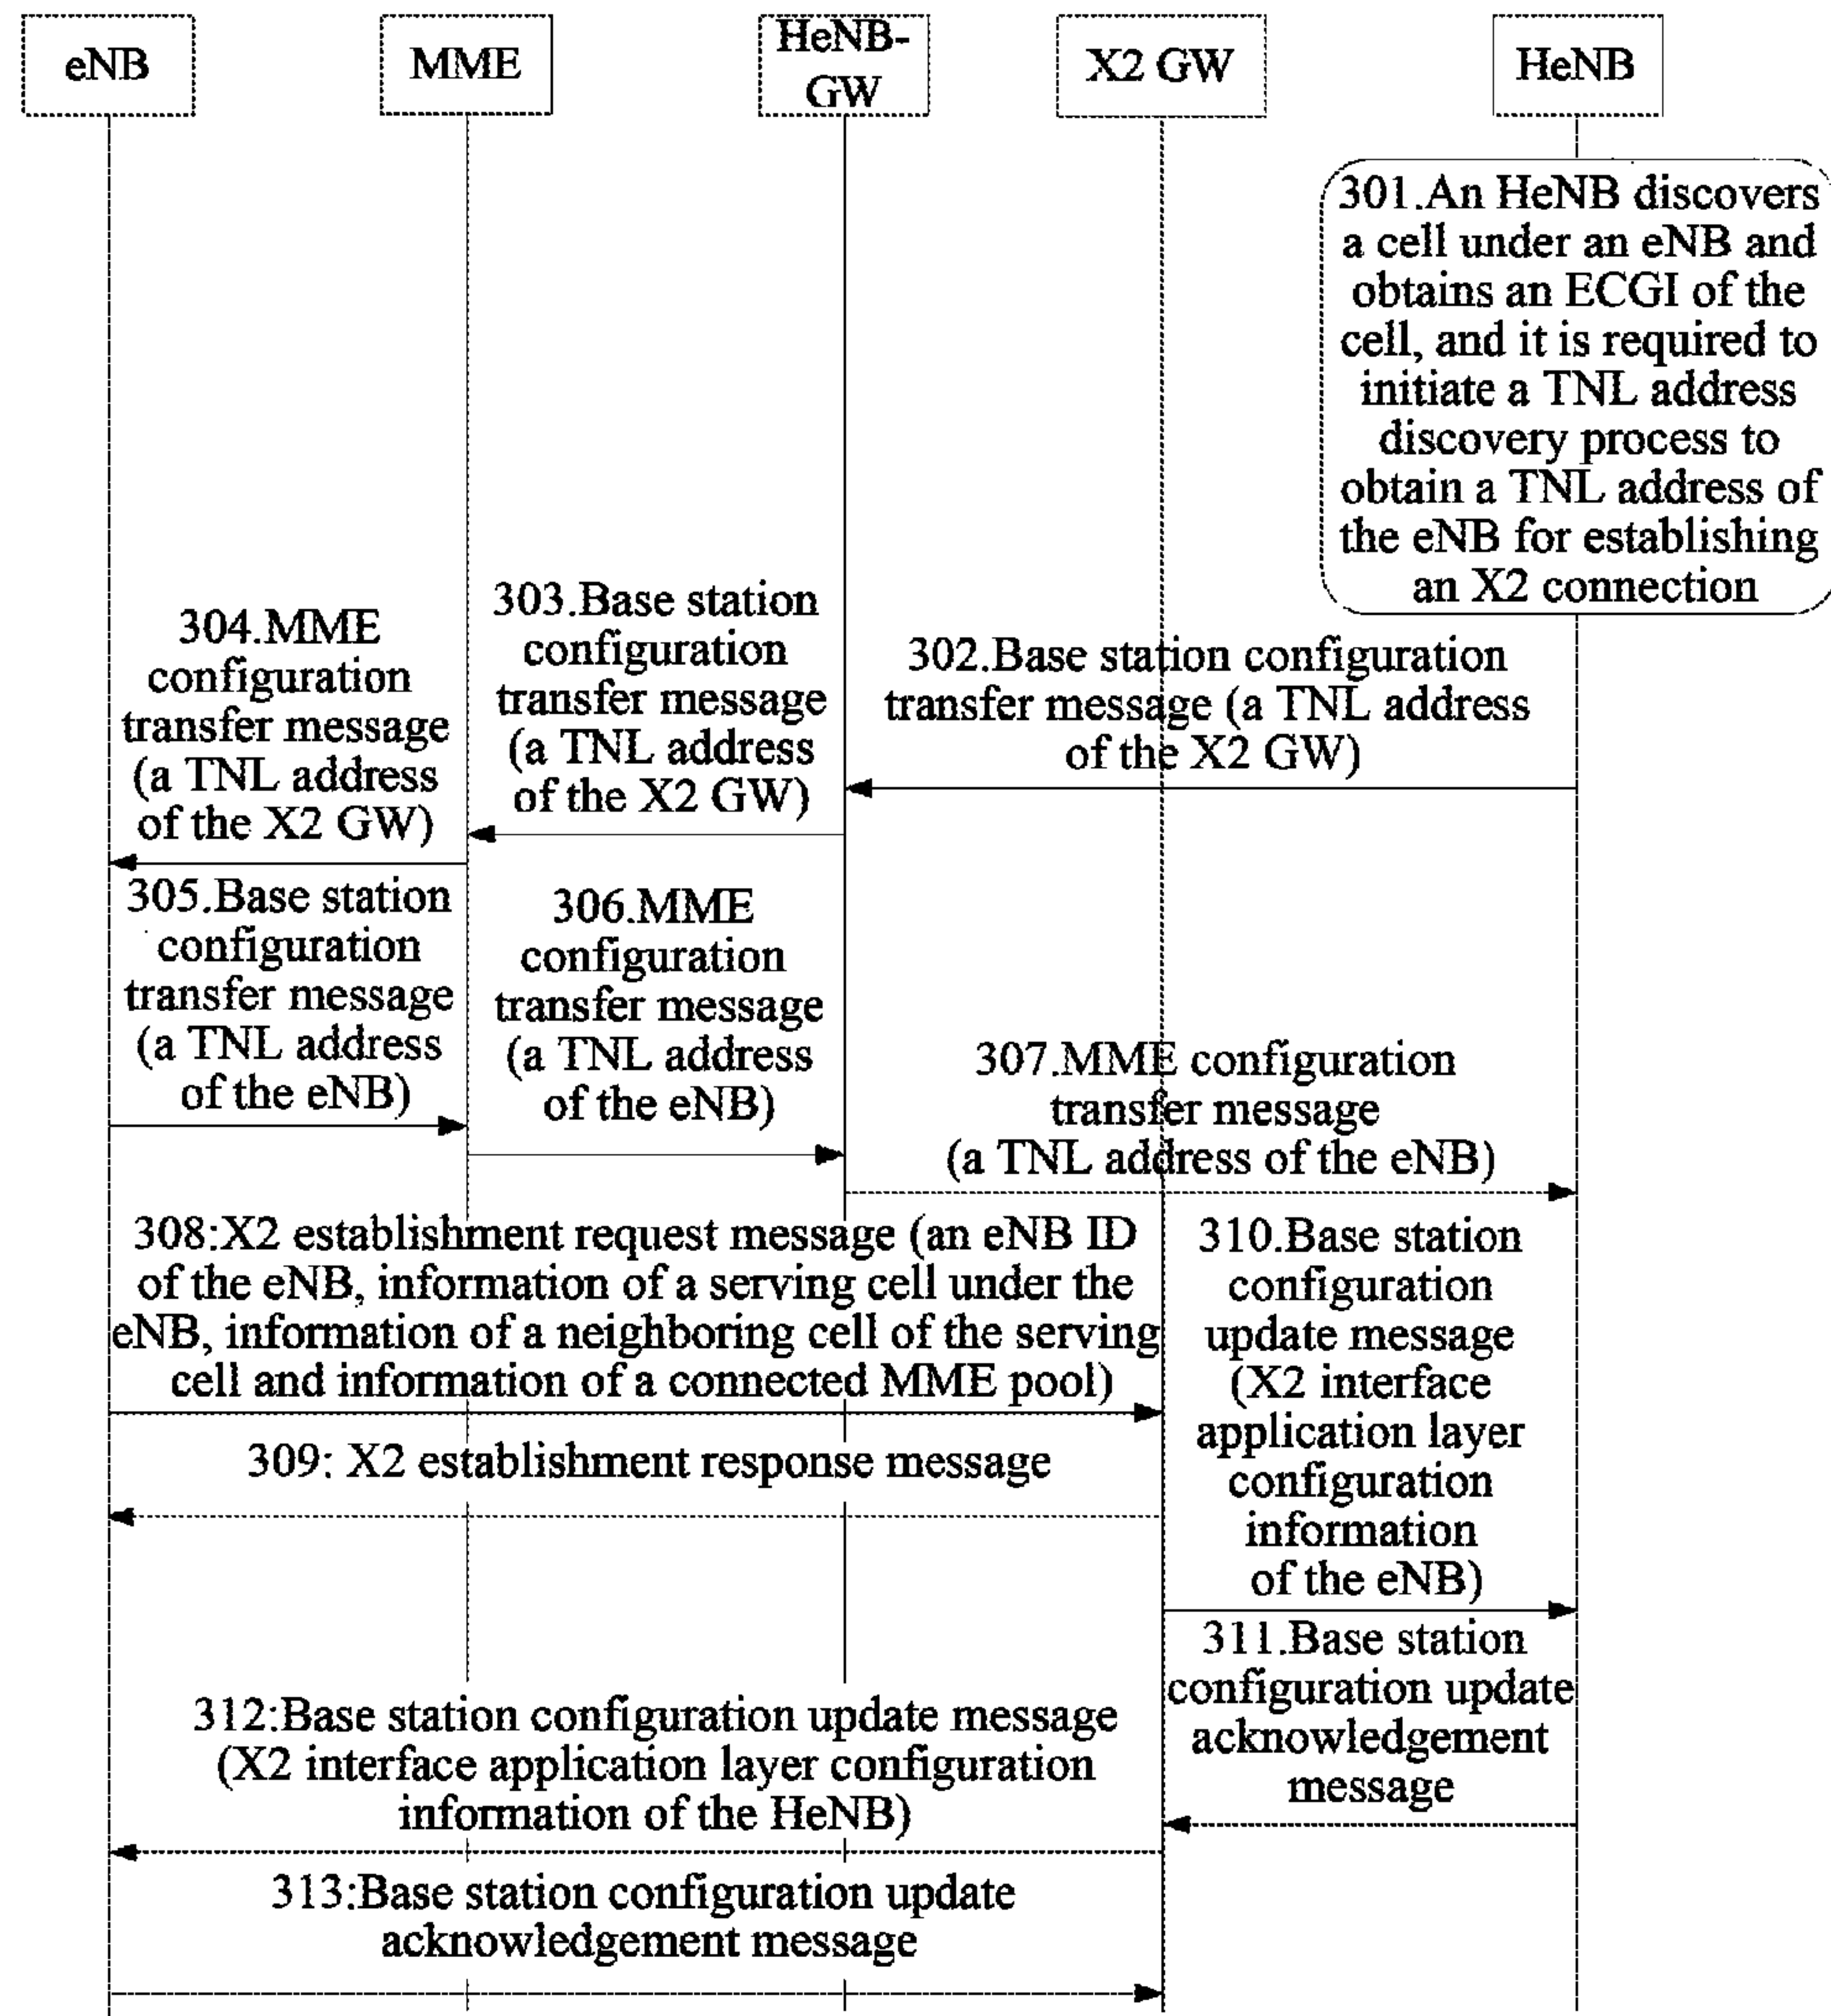 eNB
MME
HeNB-
GW
X2 GW
HeNB
301.An HeNB discovers
a cell under an eNB and
obtains an ECGI of the
cell, and it is required to
initiate a TNL address
discovery process to
obtain a TNL address of
the eNB for establishing
an X2 connection
302.Base station configuration
transfer message (a TNL address
of the X2 GW)
303.Base station
configuration
transfer message
(a TNL address
of the X2 GW)
304.MME
configuration
transfer message
(a TNL address
of the X2 GW)
305.Base station
configuration
transfer message
(a TNL address
of the eNB)
306.MME
configuration
transfer message
(a TNL address
of the eNB)
307.MME configuration
transfer message
(a TNL address of the eNB)
308:X2 establishment request message (an eNB ID
of the eNB, information of a serving cell under the
eNB, information of a neighboring cell of the serving
cell and information of a connected MME pool)
309: X2 establishment response message
310.Base station
configuration
update message
(X2 interface
application layer
configuration
information
of the eNB)
311.Base station
configuration update
acknowledgement
message
312:Base station configuration update message
(X2 interface application layer configuration
information of the HeNB)
313:Base station configuration update
acknowledgement message